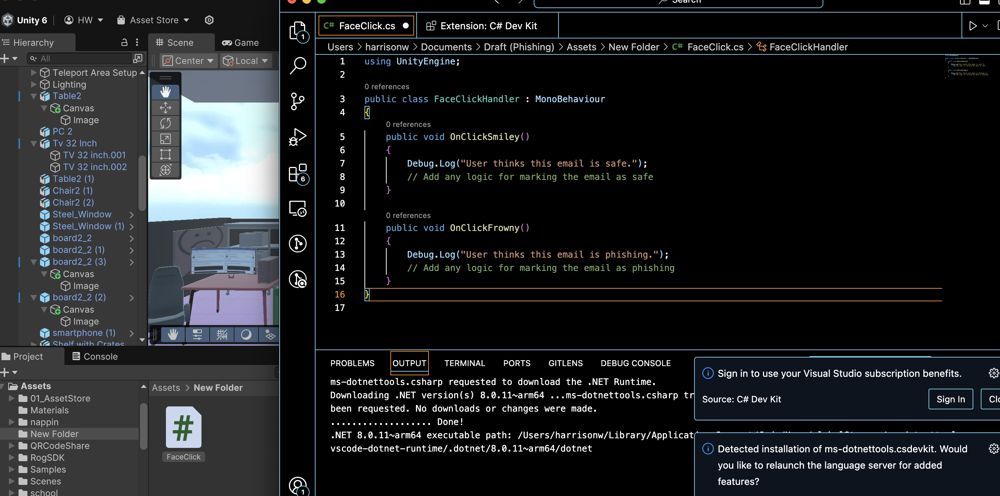 Unity 6
HW
Asset Store
Hierarchy
All
Teleport Area Setup
Lighting
Table2
Canvas
Image
PC 2
Tv 32 Inch
TV 32 inch.001
TV 32 inch.002
Table2 (1)
Chair2 (1)
Chair2 (2)
Steel_Window
Steel_Window (1)
board2_2
board2_2 (1)
board2_2 (3)
Canvas
Image
board2_2 (2)
Canvas
Image
smartphone (1)
Shelf with Crates
Scene
Game
Center
Local
Project
Console
Assets
01_AssetStore
Materials
nappin
New Folder
QRCodeShare
RogSDK
Samples
Scenes
school
Assets > New Folder
FaceClick
Search
C# FaceClick.cs
Extension: C# Dev Kit
Users > harrisonw > Documents > Draft (Phishing) > Assets > New Folder > C# FaceClick.cs > FaceClickHandler
1
6
1
1 using UnityEngine;
2
0 references
3 public class FaceClickHandler : MonoBehaviour
4 {
0 references
5 public void OnClickSmiley()
6 {
7 Debug.Log("User thinks this email is safe.");
8 // Add any logic for marking the email as safe
9 }
10
0 references
11 public void OnClickFrowny()
12 {
13 Debug.Log("User thinks this email is phishing.");
14 // Add any logic for marking the email as phishing
15 }
16 }
17
PROBLEMS
OUTPUT
TERMINAL
PORTS
GITLENS
DEBUG CONSOLE
ms-dotnettools.csharp requested to download the .NET Runtime.
Downloading .NET version(s) 8.0.11~arm64 ...ms-dotnettools.csharp tr
been requested. No downloads or changes were made.
................... Done!
.NET 8.0.11~arm64 executable path: /Users/harrisonw/Library/Applicat
vscode-dotnet-runtime/.dotnet/8.0.11~arm64/dotnet
Sign in to use your Visual Studio subscription benefits.
Source: C# Dev Kit
Sign In
Clo
Detected installation of ms-dotnettools.csdevkit. Would
you like to relaunch the language server for added
features?